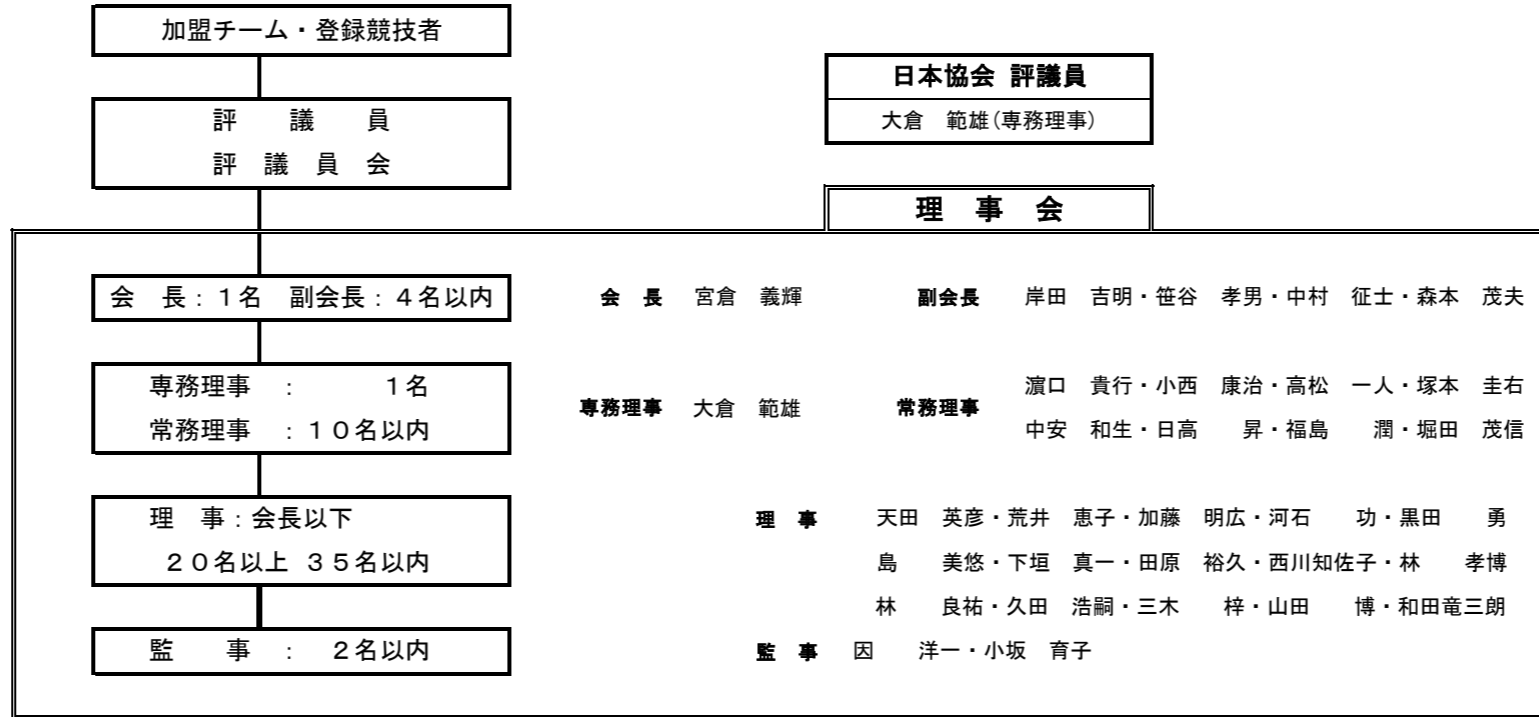 加盟チーム・登録競技者
評　議　員
評　議　員　会
日本協会 評議員
大倉　範雄(専務理事)
理　事　会
会　長：1名　副会長：４名以内
会　長　宮倉　義輝　副会長　岸田　吉明・笹谷　孝男・中村　征士・森本　茂夫
専務理事　：　１名
常務理事　：１０名以内
専務理事　大倉　範雄　常務理事
濵口　貴行・小西　康治・高松　一人・塚本　圭右
中安　和生・日高　　昇・福島　　潤・堀田　茂信
理　事：会長以下
２０名以上 ３５名以内
理　事　天田　英彦・荒井　恵子・加藤　明広・河石　　功・黒田　　勇
島　　美悠・下垣　真一・田原　裕久・西川知佐子・林　　孝博
林　　良祐・久田　浩嗣・三木　　梓・山田　　博・和田竜三朗
監　　事　：　２名以内
監　事　因　　洋一・小坂　育子